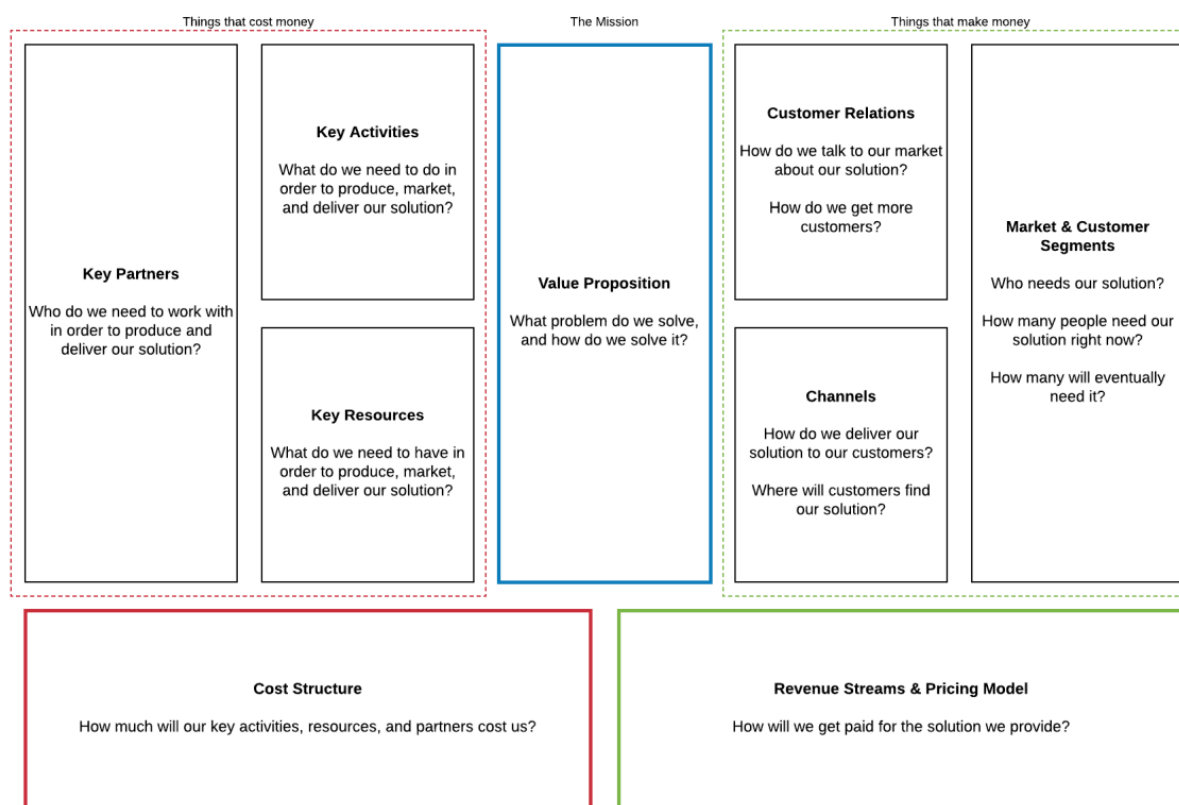 Things that cost money
The Mission
Things that make money
Key Partners
Who do we need to work with
in order to produce and
deliver our solution?
Key Activities
What do we need to do in
order to produce, market,
and deliver our solution?
Key Resources
What do we need to have in
order to produce, market,
and deliver our solution?
Value Proposition
What problem do we solve,
and how do we solve it?
Customer Relations
How do we talk to our market
about our solution?
How do we get more
customers?
Channels
How do we deliver our
solution to our customers?
Where will customers find
our solution?
Market & Customer
Segments
Who needs our solution?
How many people need our
solution right now?
How many will eventually
need it?
Cost Structure
How much will our key activities, resources, and partners cost us?
Revenue Streams & Pricing Model
How will we get paid for the solution we provide?